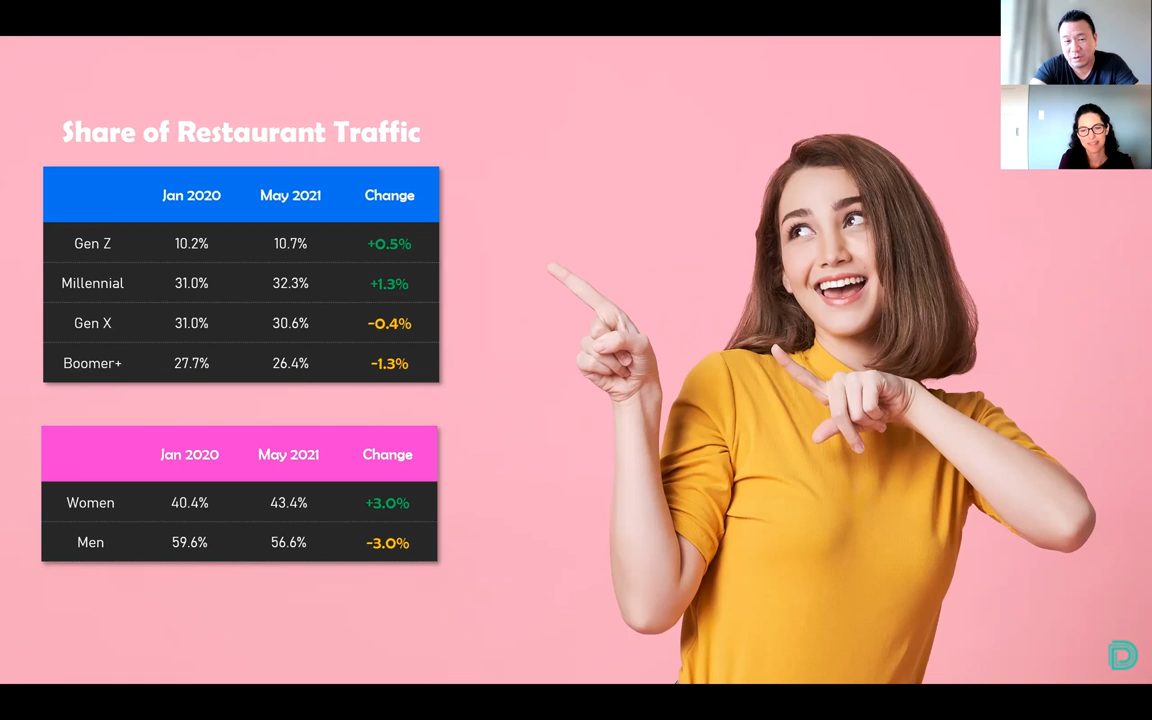 Share of Restaurant Traffic
Jan 2020 May 2021 Change
Gen Z 10.2% 10.7% +0.5%
Millennial 31.0% 32.3% +1.3%
Gen X 31.0% 30.6% -0.4%
Boomer+ 27.7% 26.4% -1.3%
Jan 2020 May 2021 Change
Women 40.4% 43.4% +3.0%
Men 59.6% 56.6% -3.0%